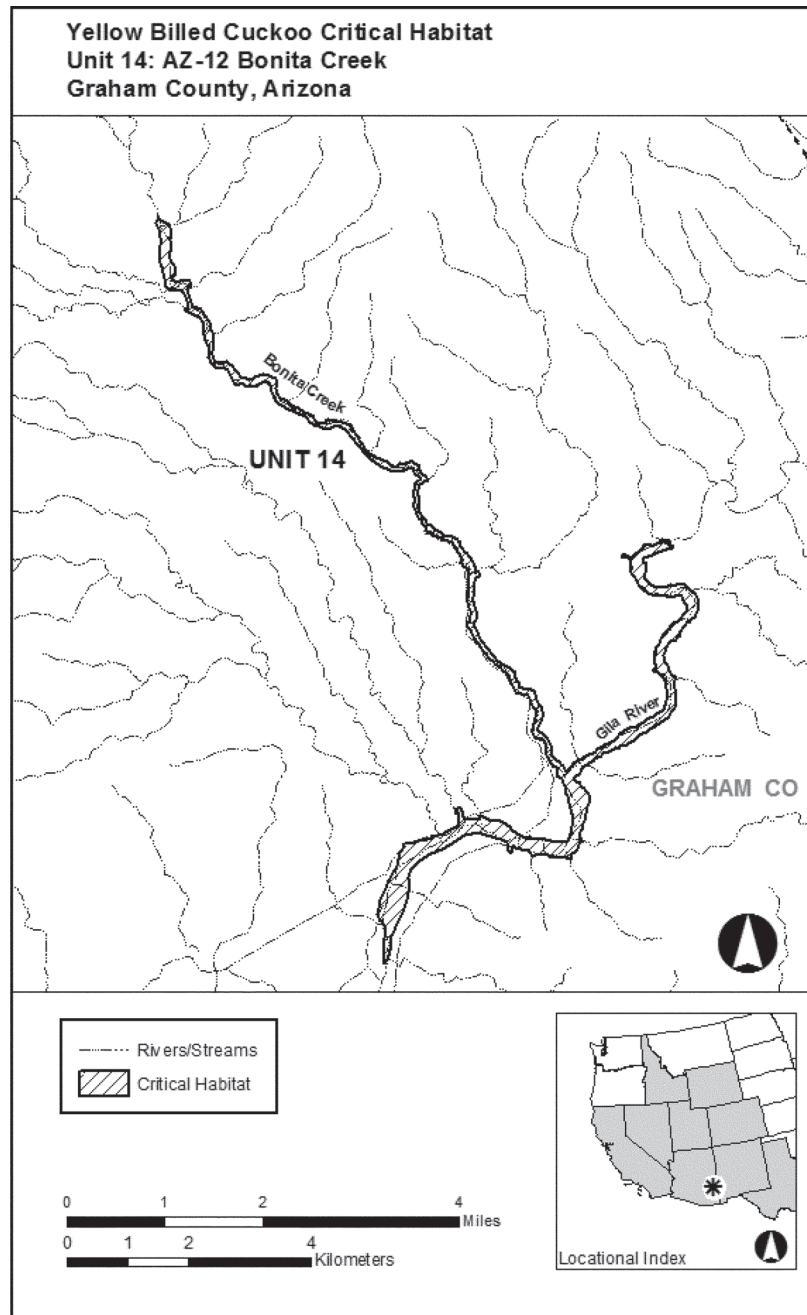 Yellow Billed Cuckoo Critical Habitat
Unit 14: AZ-12 Bonita Creek
Graham County, Arizona
Bonita Creek
UNIT 14
Gila River
GRAHAM CO
Rivers/Streams
Critical Habitat
0 1 2 4
Miles
0 1 2 4
Kilometers
Locational Index